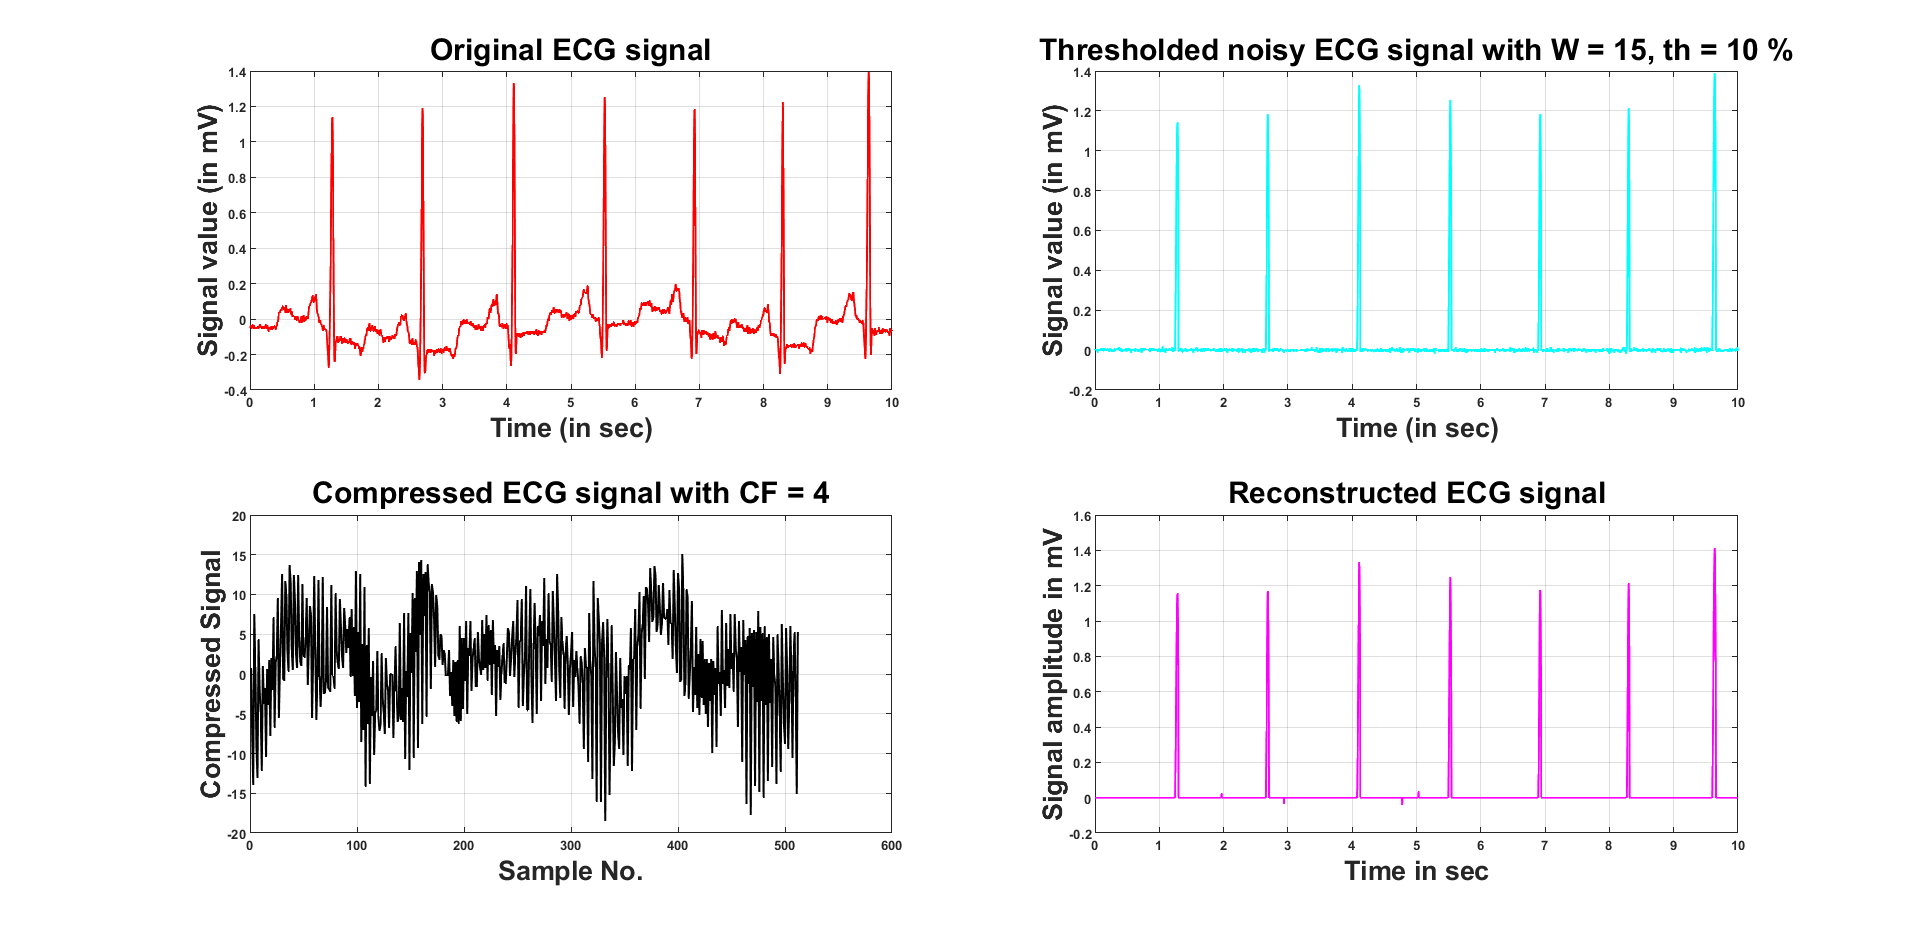 Original ECG signal
Signal value (in mV)
1.4
1.2
1
0.8
0.6
0.4
0.2
0
-0.2
-0.4
0 1 2 3 4 5 6 7 8 9 10
Time (in sec)
Thresholded noisy ECG signal with W = 15, th = 10 %
Signal value (in mV)
1.4
1.2
1
0.8
0.6
0.4
0.2
0
-0.2
0 1 2 3 4 5 6 7 8 9 10
Time (in sec)
Compressed ECG signal with CF = 4
Compressed Signal
20
15
10
5
0
-5
-10
-15
-20
0 100 200 300 400 500 600
Sample No.
Reconstructed ECG signal
Signal amplitude in mV
1.6
1.4
1.2
1
0.8
0.6
0.4
0.2
0
-0.2
0 1 2 3 4 5 6 7 8 9 10
Time in sec